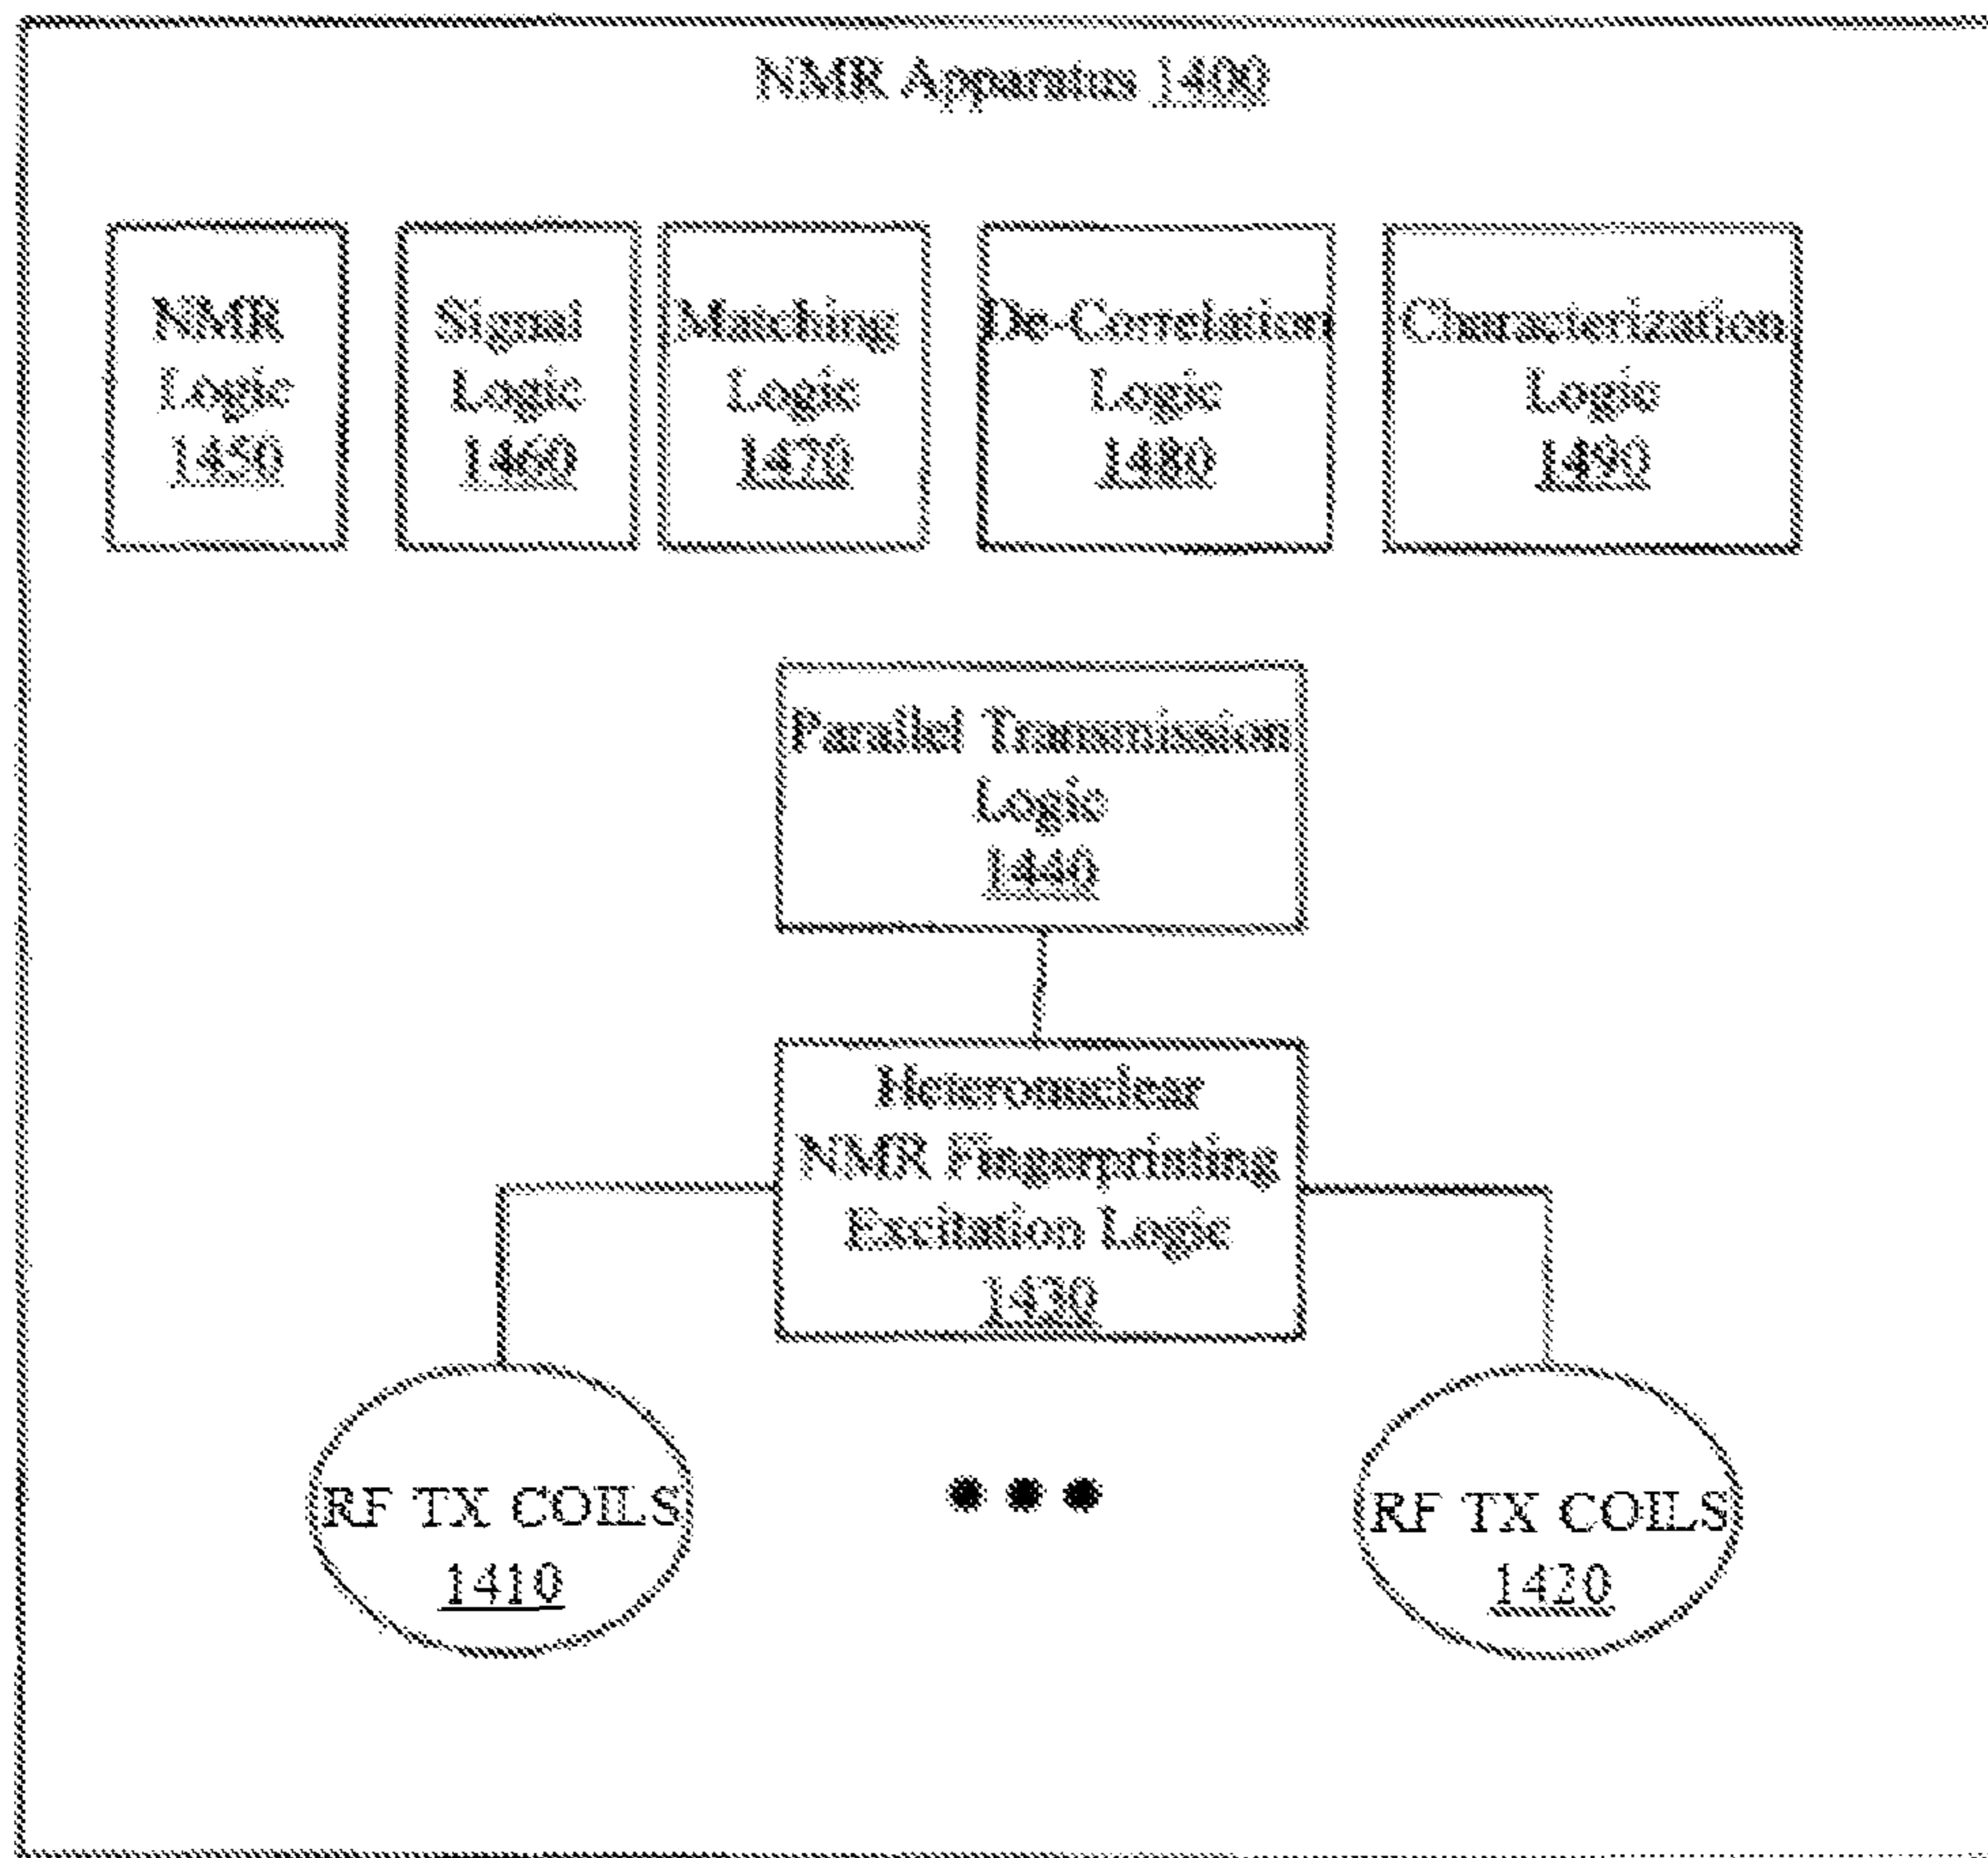 NMR Apparatus 1400
NMR
Logic
1450
Signal
Logic
1460
Matching
Logic
1470
De-Correlation
Logic
1480
Characterization
Logic
1490
Parallel Transmission
Logic
1440
Heteronuclear
NMR Fingerprinting
Excitation Logic
1430
RF TX COILS
1410
RF TX COILS
1420